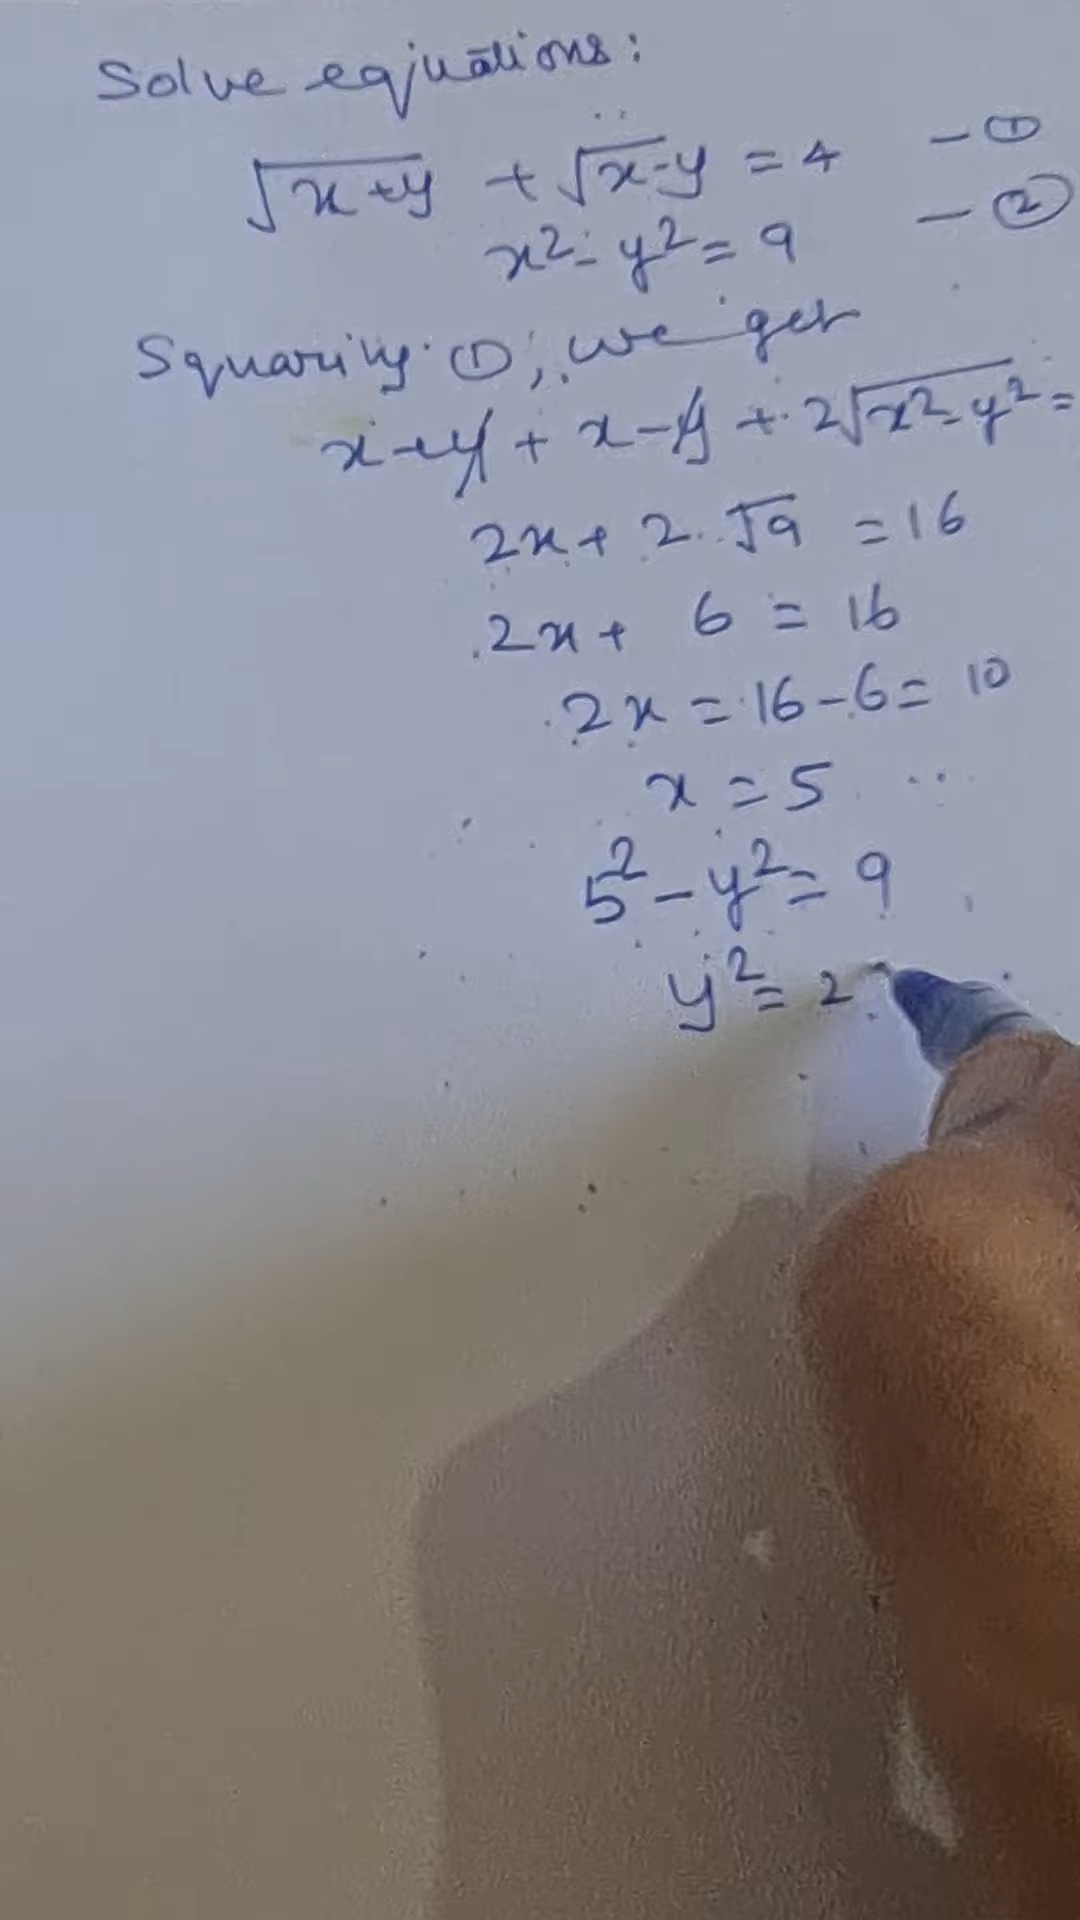 Solve equations:
√x+y + √x-y = 4 - ①
x² - y² = 9 - ②
Squaring ①, we get
x+y + x-y + 2√x²-y² =
2x + 2 √9 = 16
2x + 6 = 16
2x = 16-6 = 10
x = 5
5² - y² = 9
y² = 2